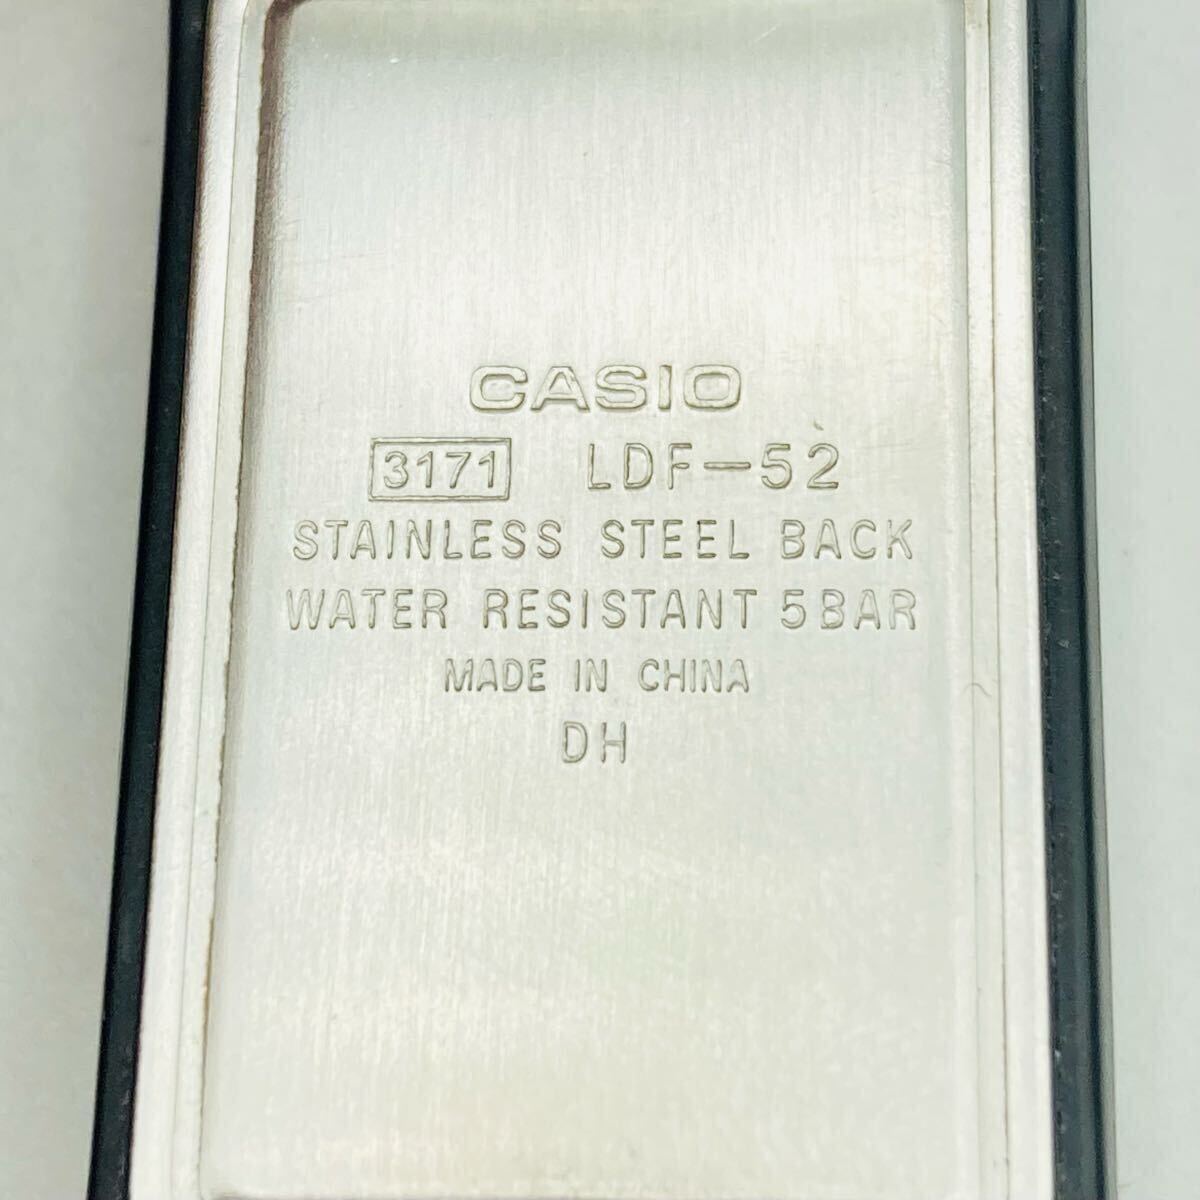 CASIO
3171 LDF-52
STAINLESS STEEL BACK
WATER RESISTANT 5BAR
MADE IN CHINA
DH